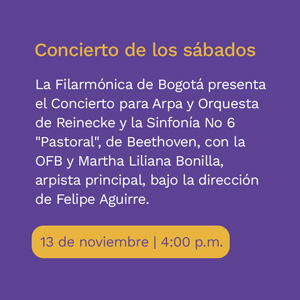 Concierto de los sábados
La Filarmónica de Bogotá presenta
el Concierto para Arpa y Orquesta
de Reinecke y la Sinfonía No 6
"Pastoral", de Beethoven, con la
OFB y Martha Liliana Bonilla,
arpista principal, bajo la dirección
de Felipe Aguirre.
13 de noviembre | 4:00 p.m.